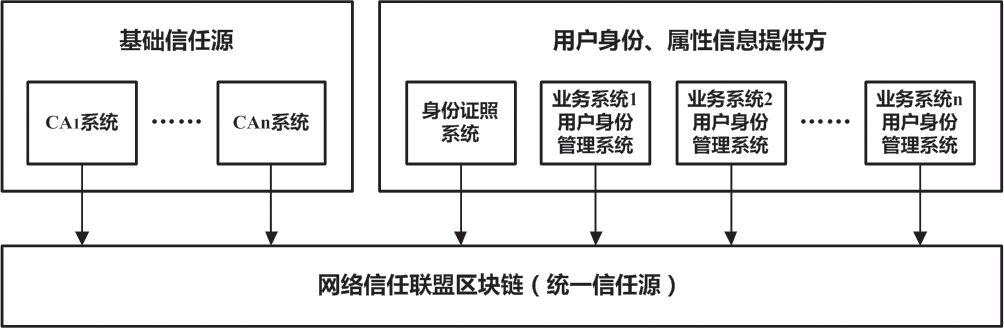 基础信任源
用户身份、属性信息提供方
CA1系统
……
CAn系统
身份证照
系统
业务系统1
用户身份
管理系统
业务系统2
用户身份
管理系统
……
业务系统n
用户身份
管理系统
网络信任联盟区块链（统一信任源）